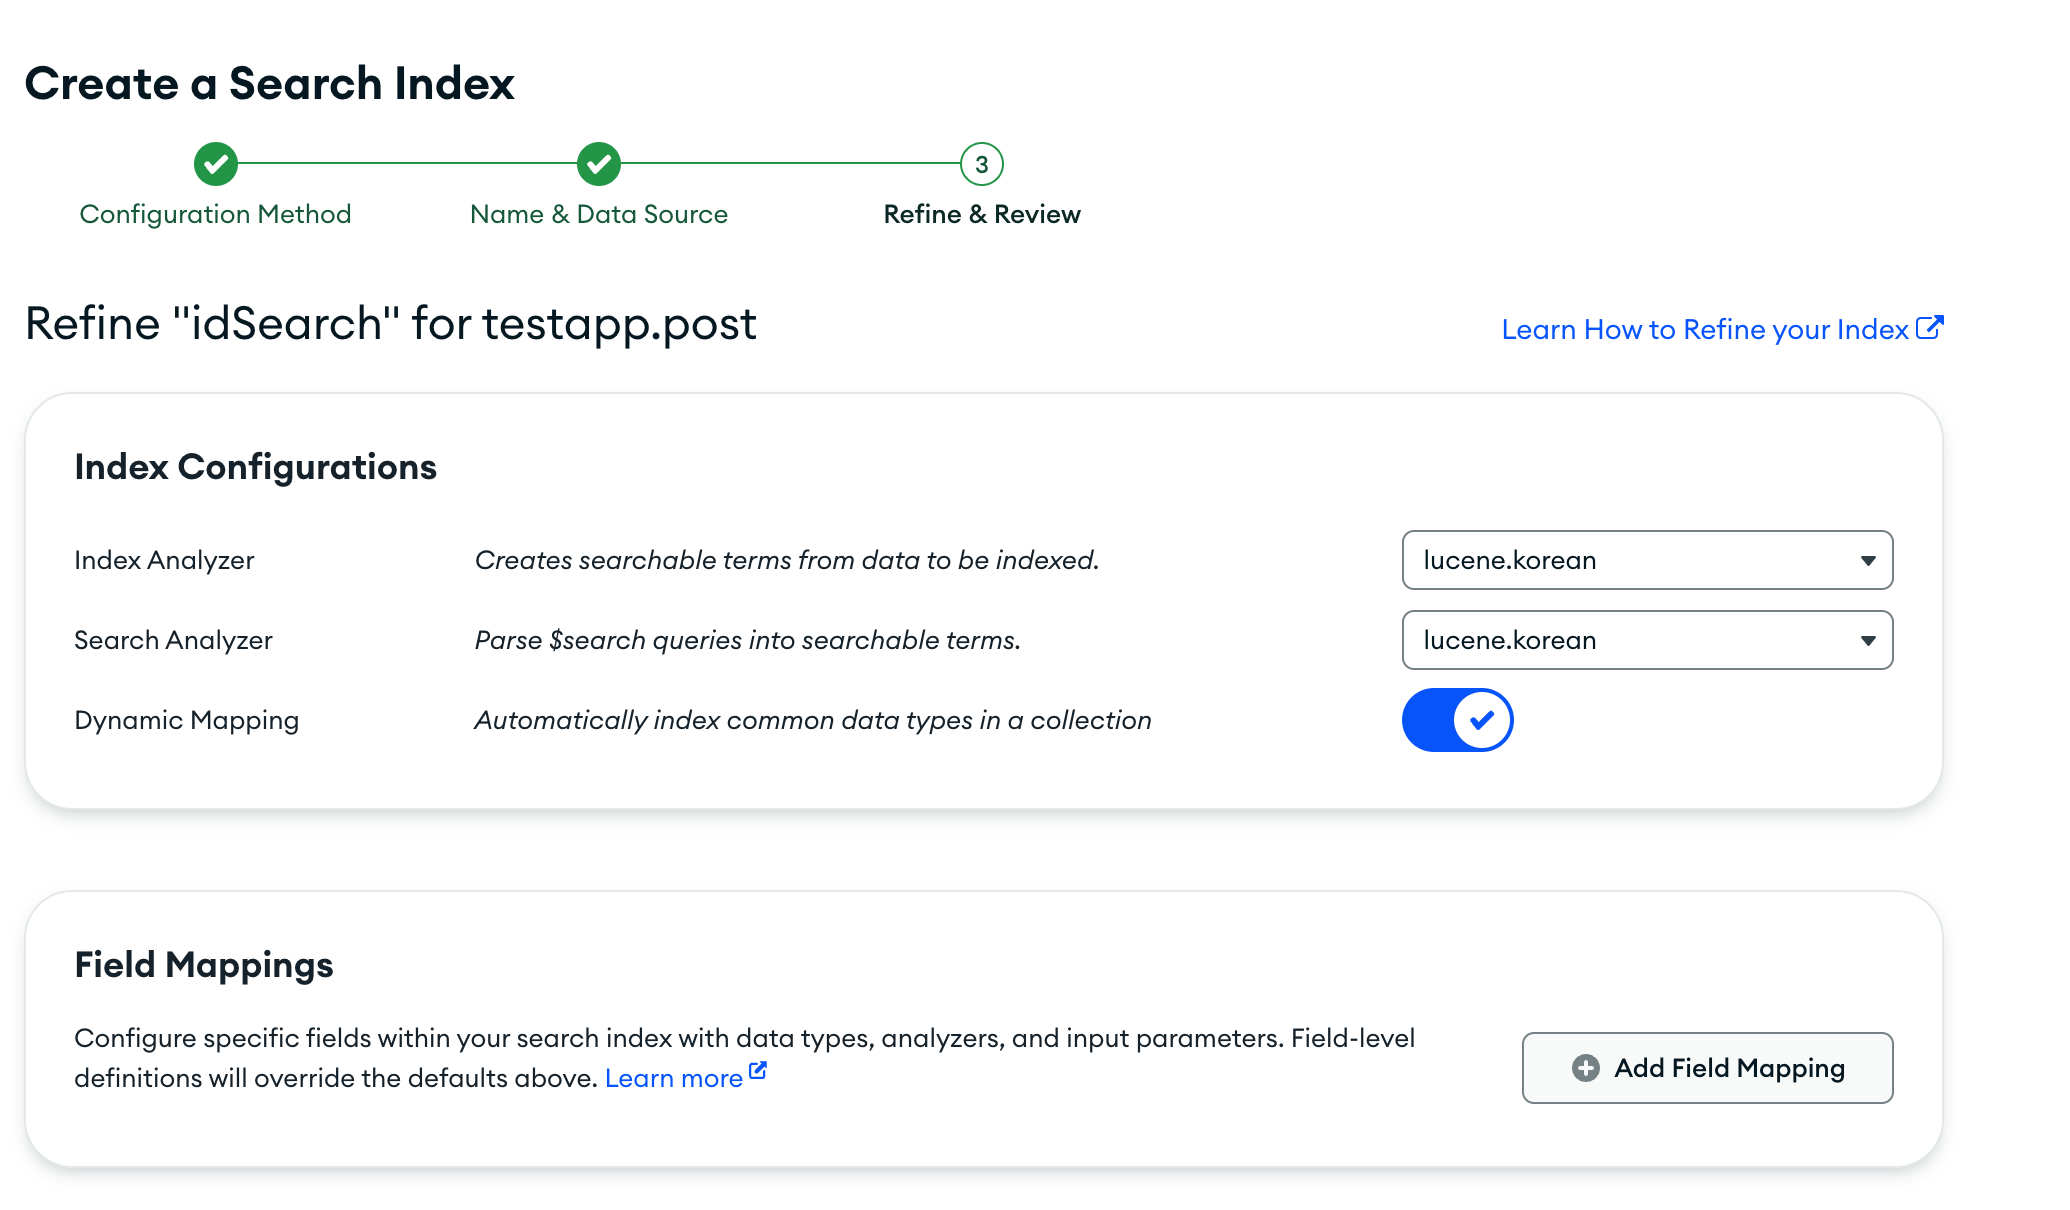 Create a Search Index
3
Configuration Method
Name & Data Source
Refine & Review
Refine "idSearch" for testapp.post
Learn How to Refine your Index
Index Configurations
Index Analyzer
Creates searchable terms from data to be indexed.
lucene.korean
Search Analyzer
Parse $search queries into searchable terms.
lucene.korean
Dynamic Mapping
Automatically index common data types in a collection
Field Mappings
Configure specific fields within your search index with data types, analyzers, and input parameters. Field-level
definitions will override the defaults above. Learn more
Add Field Mapping